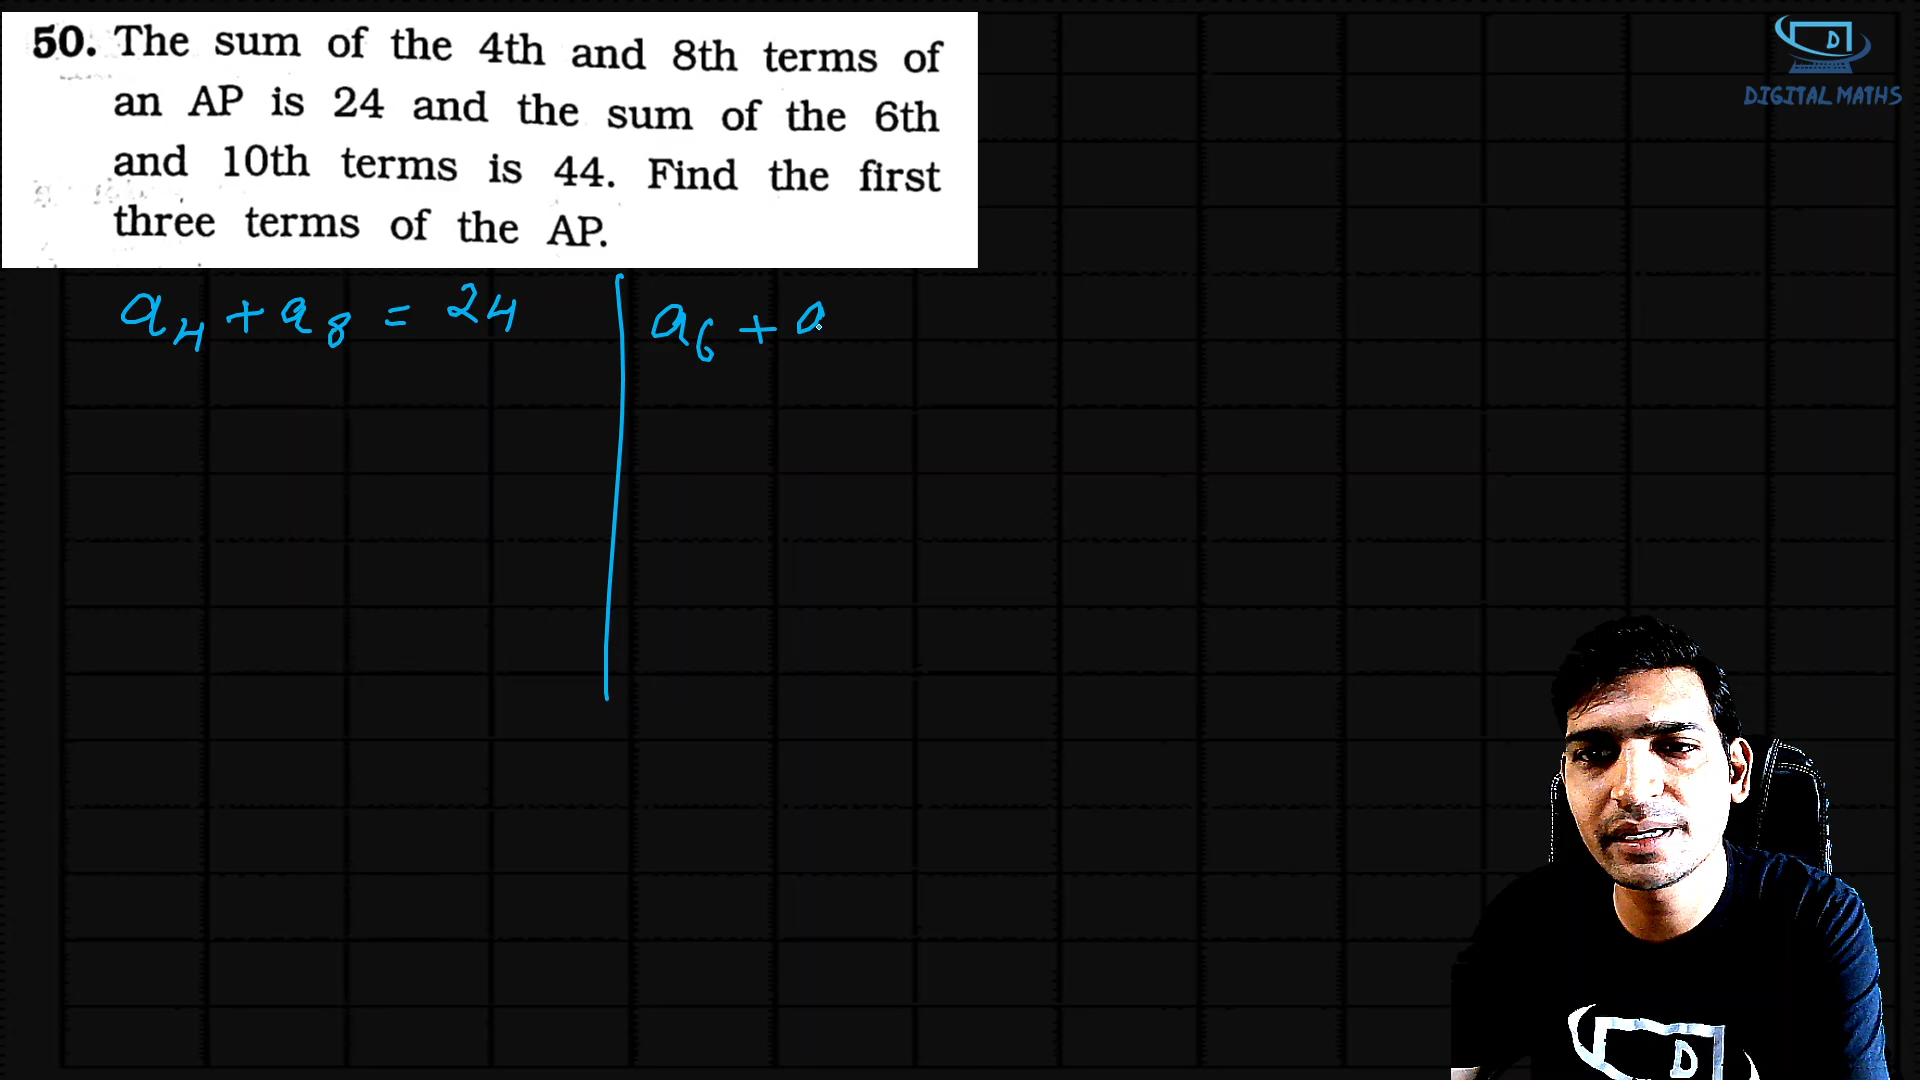 50. The sum of the 4th and 8th terms of
an AP is 24 and the sum of the 6th
and 10th terms is 44. Find the first
three terms of the AP.
a₄ + a₈ = 24
a₆ + a
D
DIGITAL MATHS
D